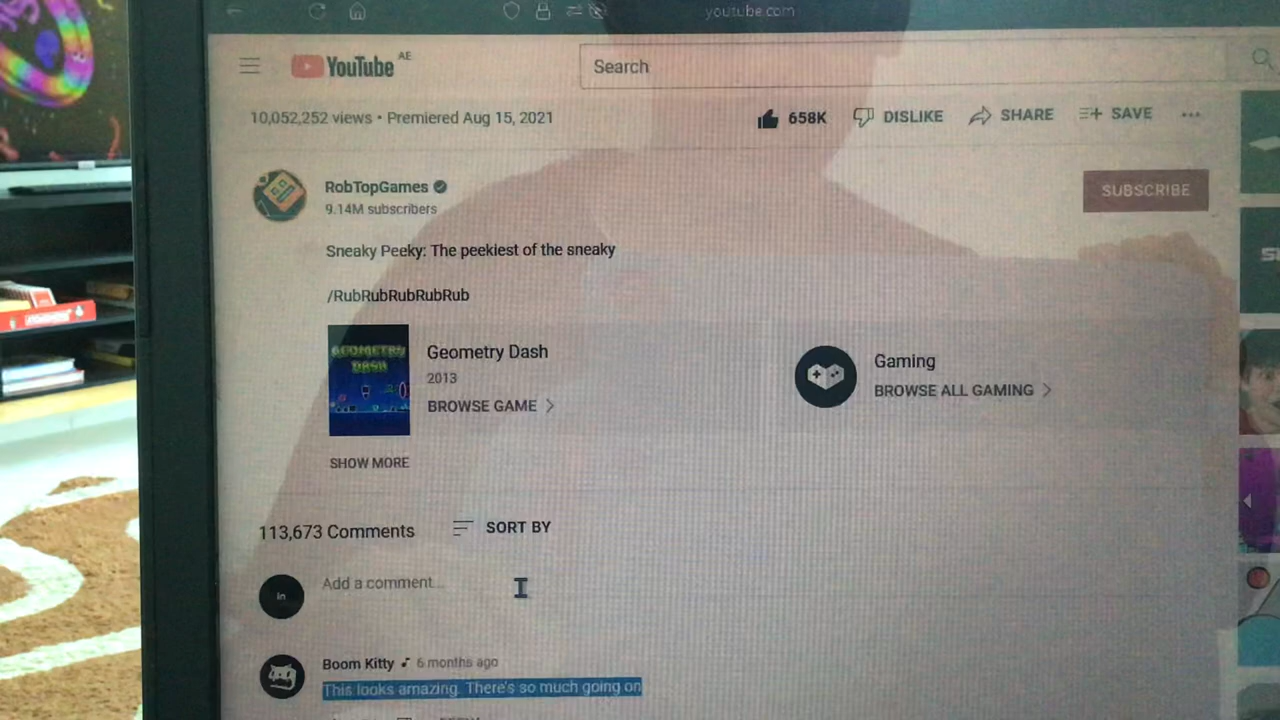 youtube.com
YouTube AE
Search
10,052,252 views • Premiered Aug 15, 2021
658K DISLIKE SHARE SAVE
RobTopGames
9.14M subscribers
SUBSCRIBE
Sneaky Peeky: The peekiest of the sneaky
/RubRubRubRubRub
GEOMETRY
DASH
Geometry Dash
2013
BROWSE GAME
Gaming
BROWSE ALL GAMING
SHOW MORE
113,673 Comments SORT BY
In
Add a comment...
Boom Kitty 6 months ago
This looks amazing. There's so much going on